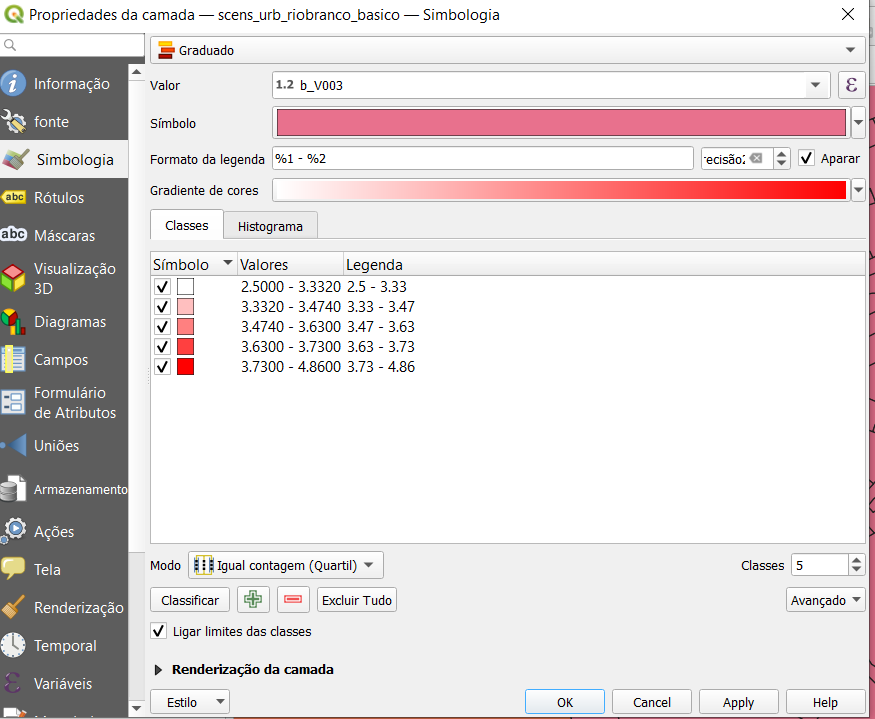 Propriedades da camada — scens_urb_riobranco_basico — Simbologia
Graduado
Informação
Valor
1.2 b_V003
ε
fonte
Símbolo
Simbologia
Formato da legenda
%1 - %2
Aparar
Gradiente de cores
abc Rótulos
Classes
Histograma
abc Máscaras
Símbolo Valores Legenda
Visualização
3D
2.5000 - 3.3320 2.5 - 3.33
3.3320 - 3.4740 3.33 - 3.47
Diagramas
3.4740 - 3.6300 3.47 - 3.63
3.6300 - 3.7300 3.63 - 3.73
Campos
3.7300 - 4.8600 3.73 - 4.86
Formulário
de Atributos
Uniões
Armazenamento
Ações
Tela
Modo
Igual contagem (Quartil)
Classes
5
Classificar
Excluir Tudo
Avançado
Renderização
Ligar limites das classes
Temporal
Renderização da camada
ε Variáveis
Estilo
OK
Cancel
Apply
Help